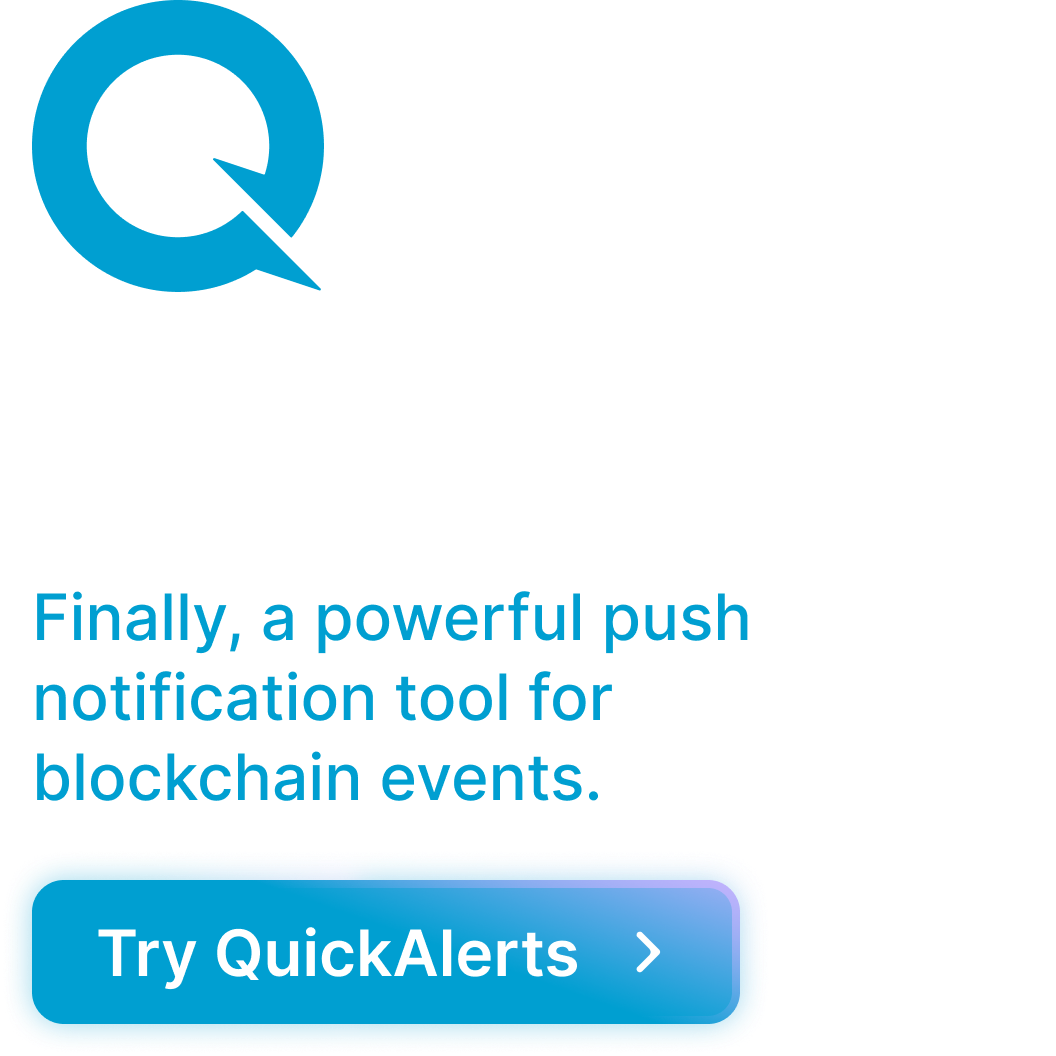 Finally, a powerful push
notification tool for
blockchain events.
Try QuickAlerts